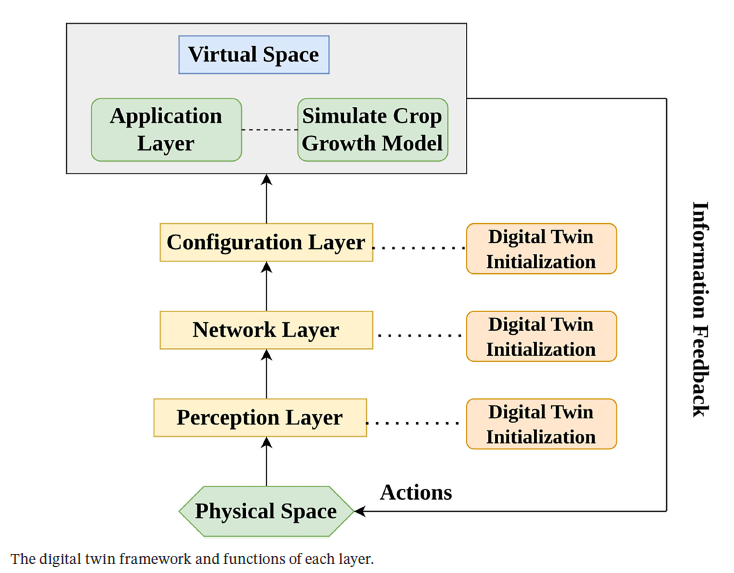 Virtual Space
Application
Layer
Simulate Crop
Growth Model
Configuration Layer
Digital Twin
Initialization
Network Layer
Digital Twin
Initialization
Perception Layer
Digital Twin
Initialization
Information Feedback
Actions
Physical Space
The digital twin framework and functions of each layer.